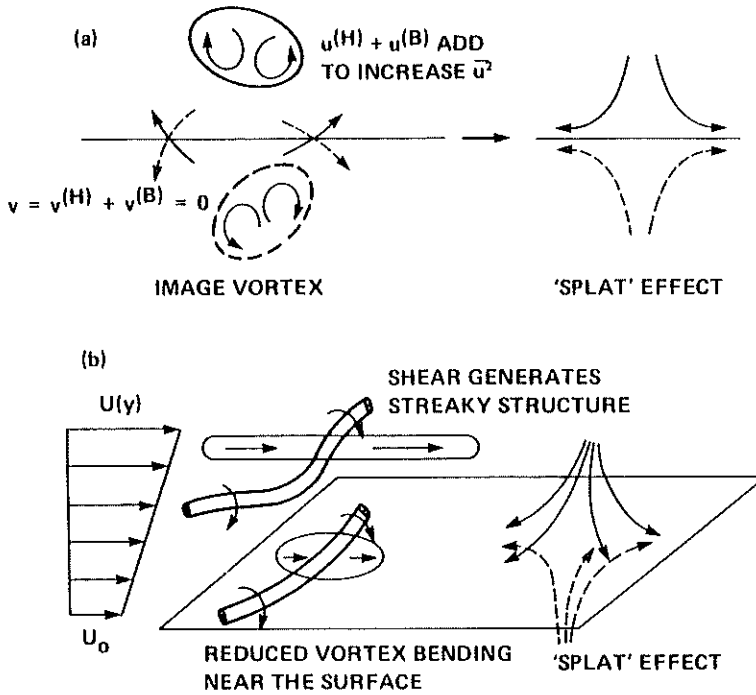 (a)
u(H) + u(B) ADD
TO INCREASE u̅²
v = v(H) + v(B) = 0
IMAGE VORTEX
'SPLAT' EFFECT
(b)
U(y)
SHEAR GENERATES
STREAKY STRUCTURE
U₀
REDUCED VORTEX BENDING
NEAR THE SURFACE
'SPLAT' EFFECT